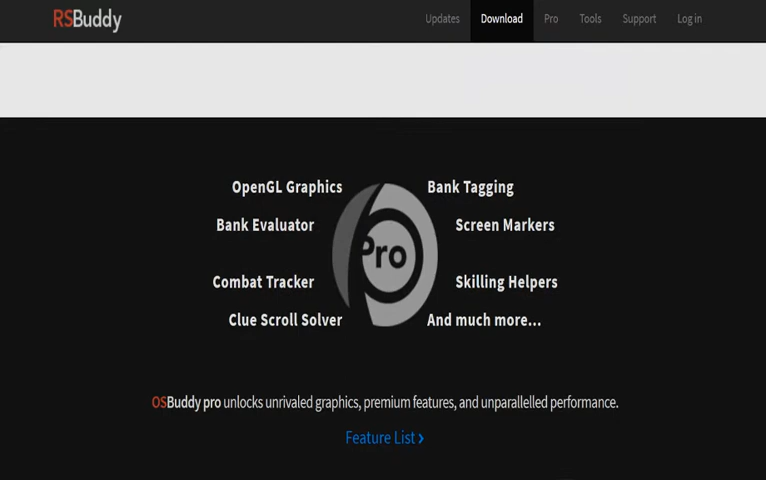 RSBuddy
Updates Download Pro Tools Support Log in
OpenGL Graphics Bank Tagging
Bank Evaluator Screen Markers
Pro
Combat Tracker Skilling Helpers
Clue Scroll Solver And much more...
OSBuddy pro unlocks unrivaled graphics, premium features, and unparallelled performance.
Feature List ❯